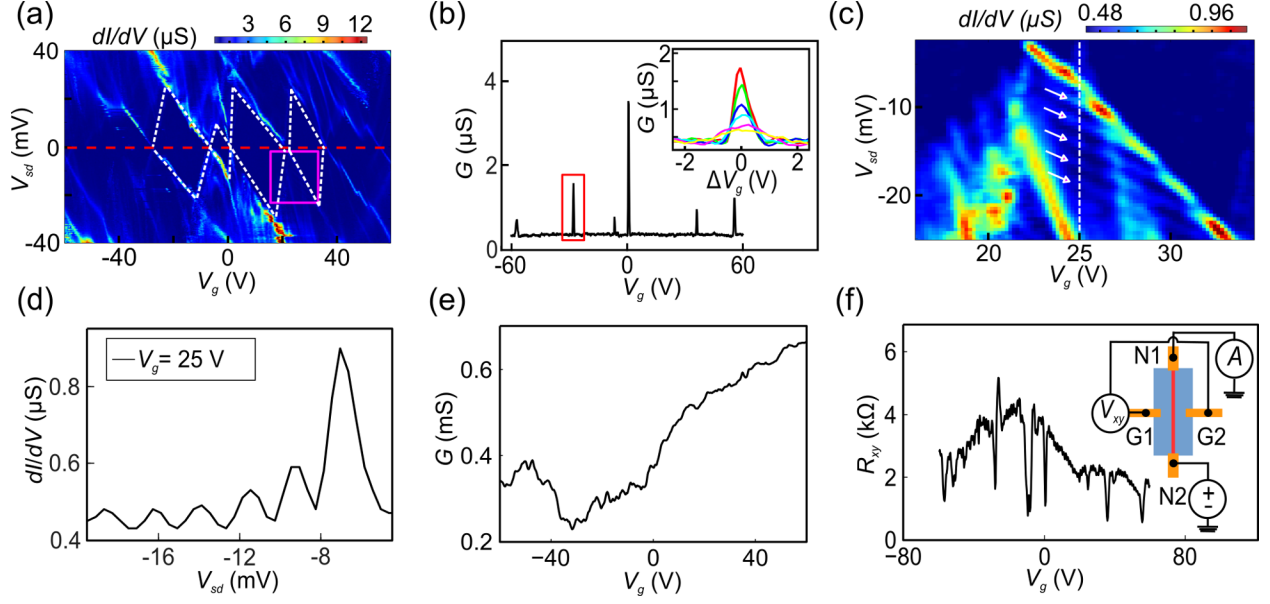 (a)
dI/dV (μS)
3 6 9 12
40
0
-40
V_sd (mV)
-40 0 40
V_g (V)
(b)
4
2
0
G (μS)
-60 0 60
V_g (V)
2
1
G (μS)
-2 0 2
ΔV_g (V)
(c)
dI/dV (μS)
0.48 0.96
-10
-20
V_sd (mV)
20 25 30
V_g (V)
(d)
V_g= 25 V
0.8
0.6
0.4
dI/dV (μS)
-16 -12 -8
V_sd (mV)
(e)
0.6
0.4
0.2
G (mS)
−40 0 40
V_g (V)
(f)
6
4
2
0
R_xy (kΩ)
−80 0 80
V_g (V)
N1
A
V_xy
G1 G2
N2
+
-